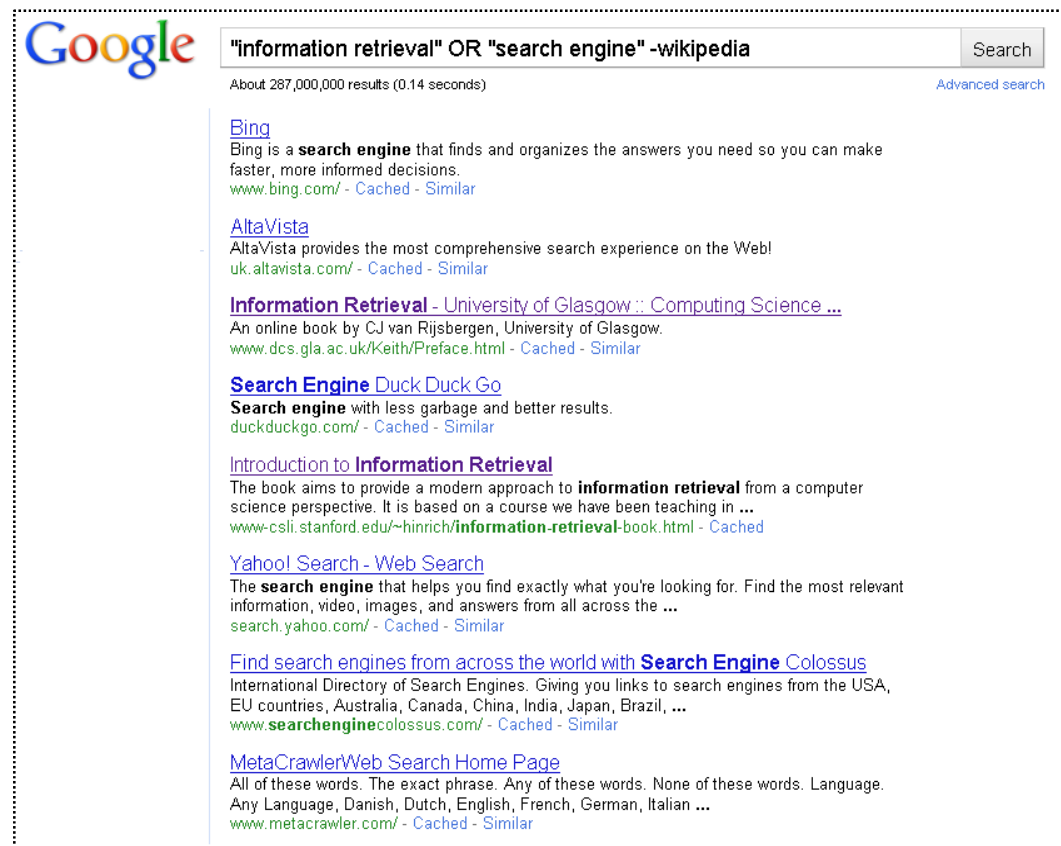 Google
"information retrieval" OR "search engine" -wikipedia
Search
About 287,000,000 results (0.14 seconds)
Advanced search
Bing
Bing is a search engine that finds and organizes the answers you need so you can make
faster, more informed decisions.
www.bing.com/ - Cached - Similar
AltaVista
AltaVista provides the most comprehensive search experience on the Web!
uk.altavista.com/ - Cached - Similar
Information Retrieval - University of Glasgow :: Computing Science ...
An online book by CJ van Rijsbergen, University of Glasgow.
www.dcs.gla.ac.uk/Keith/Preface.html - Cached - Similar
Search Engine Duck Duck Go
Search engine with less garbage and better results.
duckduckgo.com/ - Cached - Similar
Introduction to Information Retrieval
The book aims to provide a modern approach to information retrieval from a computer
science perspective. It is based on a course we have been teaching in ...
www-csli.stanford.edu/~hinrich/information-retrieval-book.html - Cached
Yahoo! Search - Web Search
The search engine that helps you find exactly what you're looking for. Find the most relevant
information, video, images, and answers from all across the ...
search.yahoo.com/ - Cached - Similar
Find search engines from across the world with Search Engine Colossus
International Directory of Search Engines. Giving you links to search engines from the USA,
EU countries, Australia, Canada, China, India, Japan, Brazil, ...
www.searchenginecolossus.com/ - Cached - Similar
MetaCrawlerWeb Search Home Page
All of these words. The exact phrase. Any of these words. None of these words. Language.
Any Language, Danish, Dutch, English, French, German, Italian ...
www.metacrawler.com/ - Cached - Similar